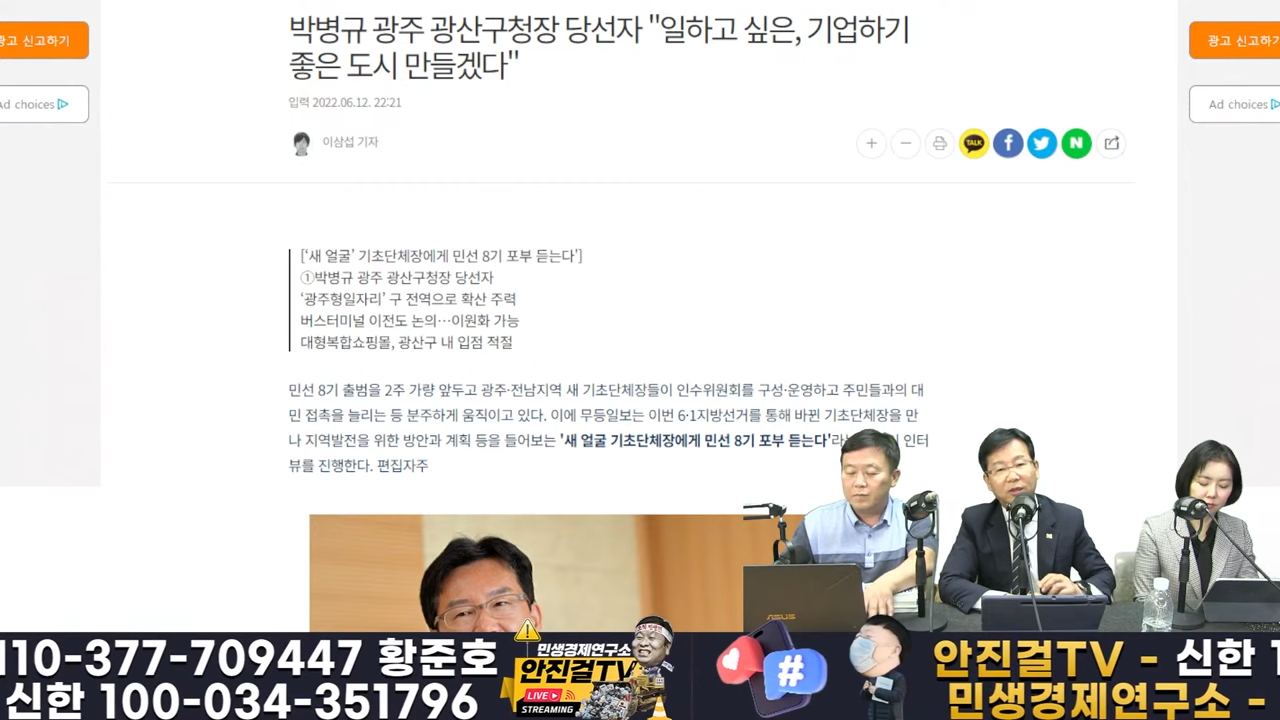 박병규 광주 광산구청장 당선자 "일하고 싶은, 기업하기
좋은 도시 만들겠다"
광고 신고하기
광고 신고하기
Ad choices
Ad choices
입력 2022.06.12. 22:21
이삼섭 기자
TALK
f
N
['새 얼굴' 기초단체장에게 민선 8기 포부 듣는다']
①박병규 광주 광산구청장 당선자
'광주형일자리' 구 전역으로 확산 주력
버스터미널 이전도 논의…이원화 가능
대형복합쇼핑몰, 광산구 내 입점 적절
민선 8기 출범을 2주 가량 앞두고 광주·전남지역 새 기초단체장들이 인수위원회를 구성·운영하고 주민들과의 대
민 접촉을 늘리는 등 분주하게 움직이고 있다. 이에 무등일보는 이번 6·1지방선거를 통해 바뀐 기초단체장을 만
나 지역발전을 위한 방안과 계획 등을 들어보는 '새 얼굴 기초단체장에게 민선 8기 포부 듣는다' 인터
뷰를 진행한다. 편집자주
ASUS
110-377-709447 황준호
신한 100-034-351796
민생경제연구소
안진걸TV
LIVE
STREAMING
#
안진걸TV - 신한 1
민생경제연구소 -